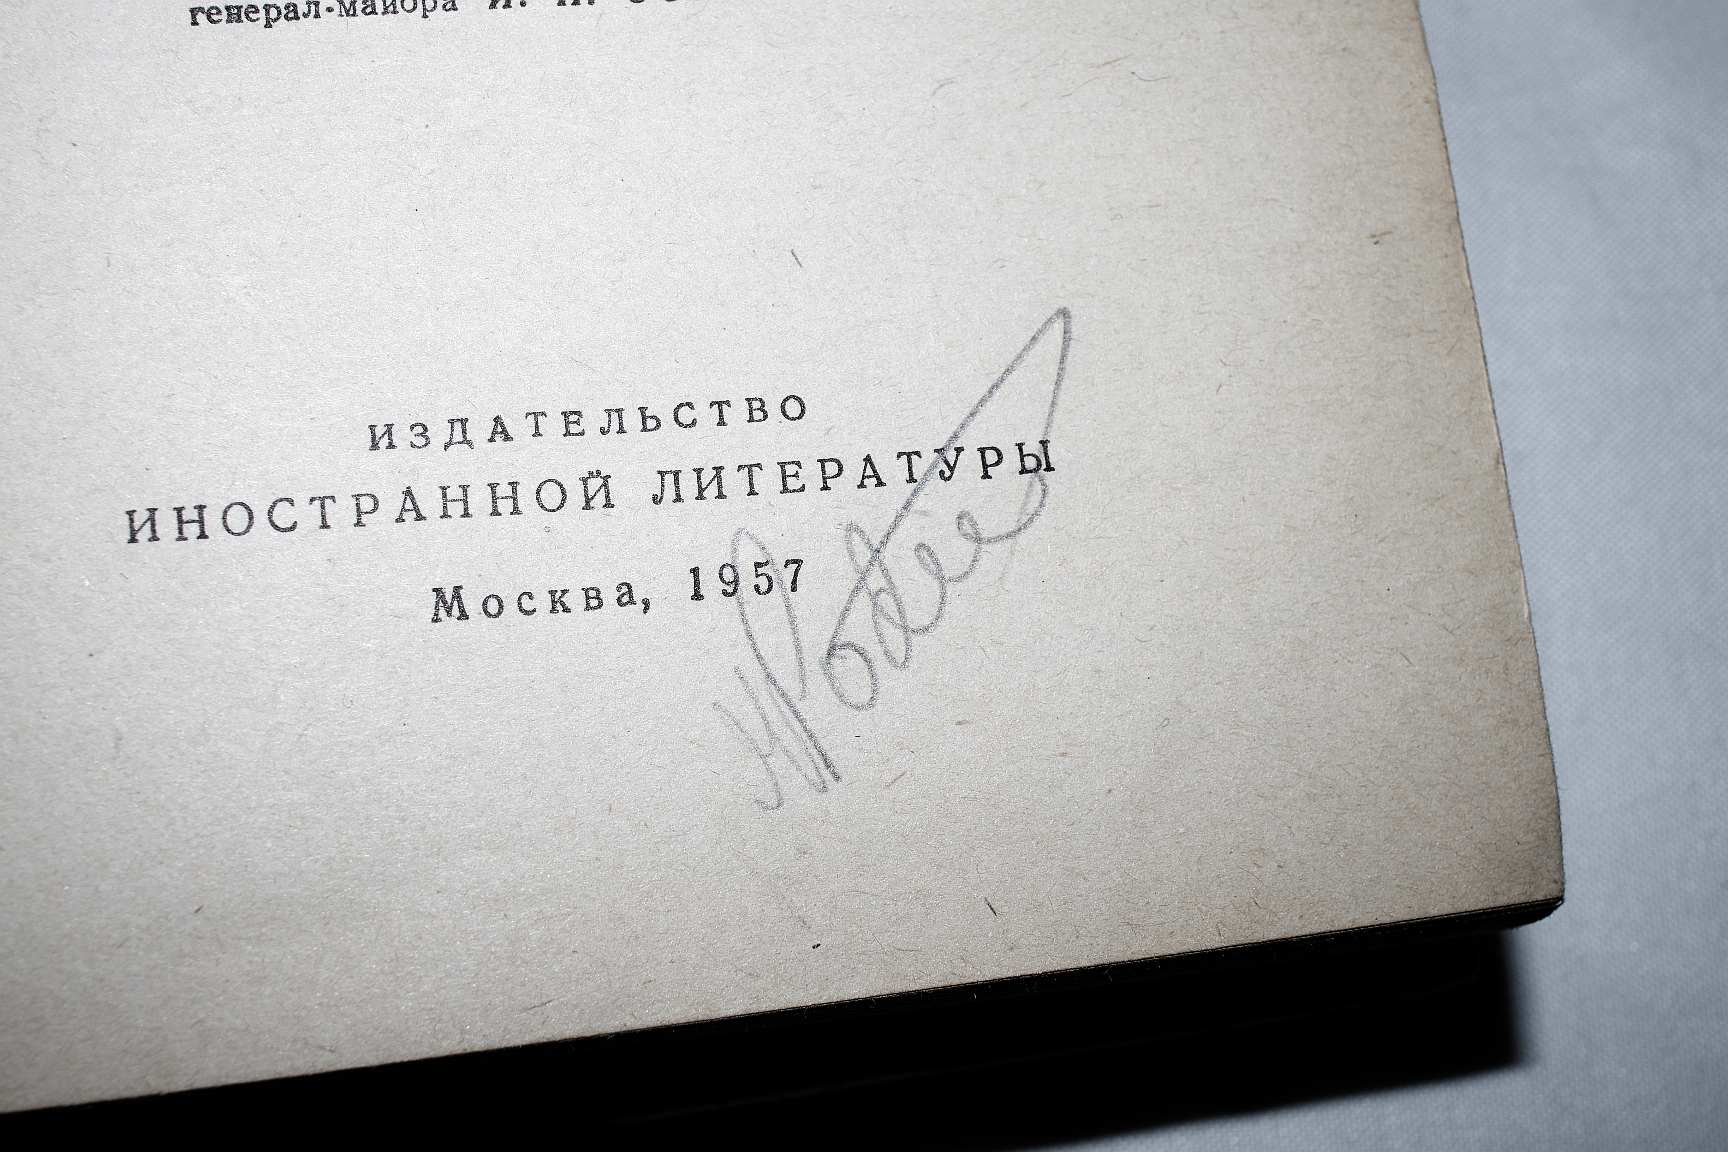 генерал-майора И.
ИЗДАТЕЛЬСТВО
ИНОСТРАННОЙ ЛИТЕРАТУРЫ
Москва, 1957